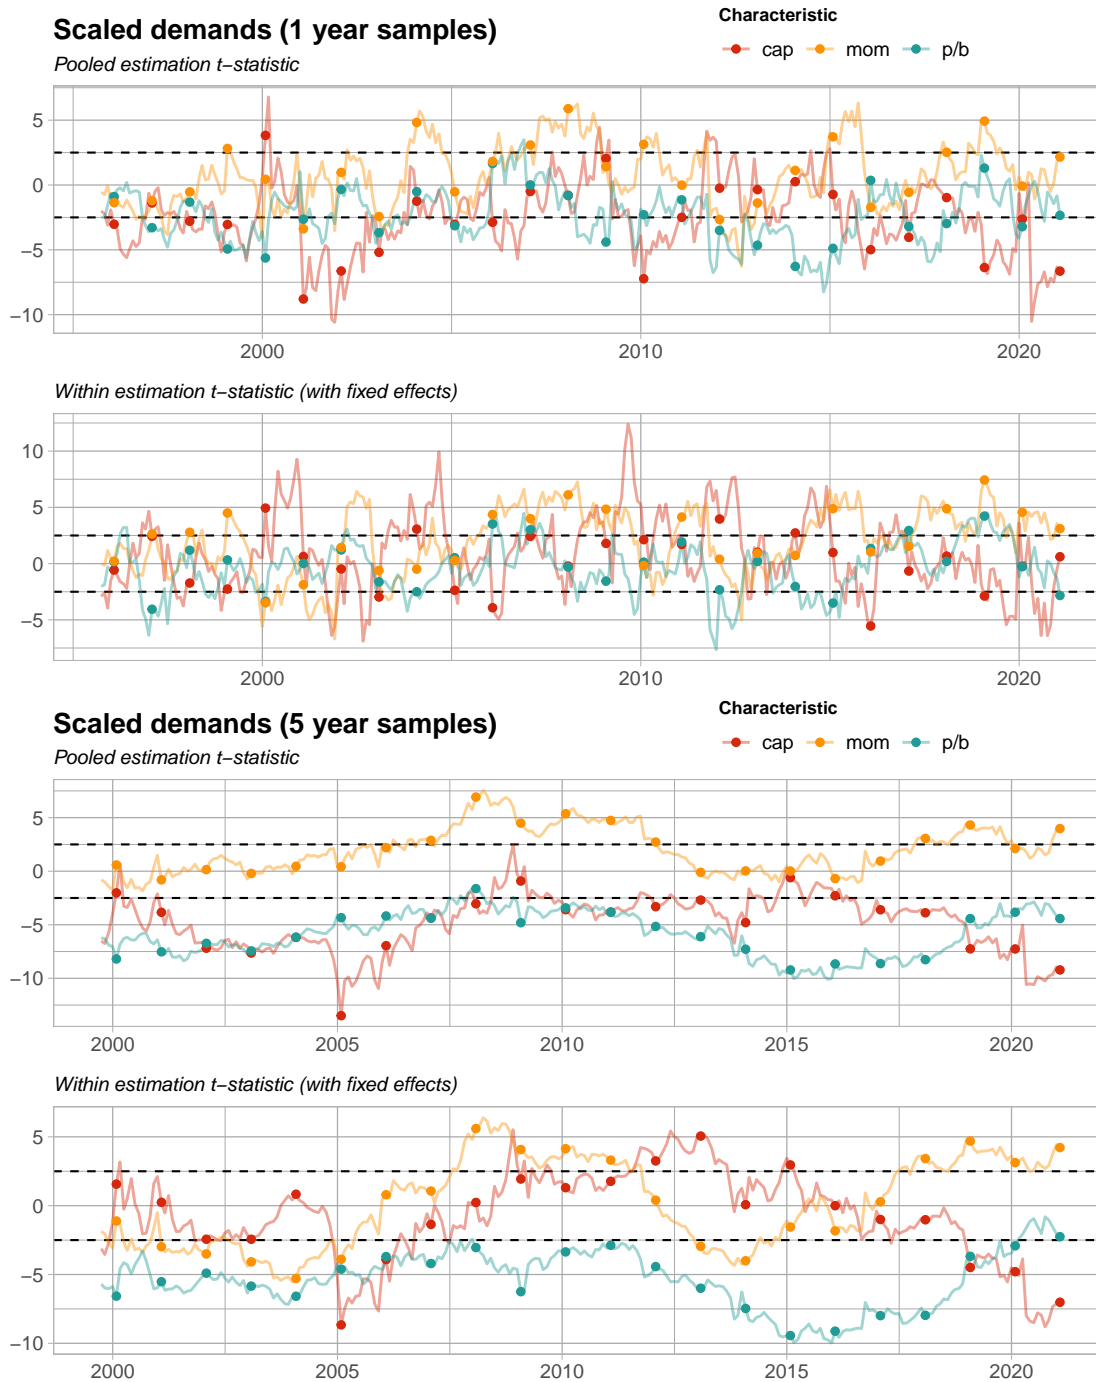 Scaled demands (1 year samples)
Pooled estimation t−statistic
Characteristic
cap mom p/b
5
0
−5
−10
2000 2010 2020
Within estimation t−statistic (with fixed effects)
10
5
0
−5
2000 2010 2020
Scaled demands (5 year samples)
Pooled estimation t−statistic
Characteristic
cap mom p/b
5
0
−5
−10
2000 2005 2010 2015 2020
Within estimation t−statistic (with fixed effects)
5
0
−5
−10
2000 2005 2010 2015 2020